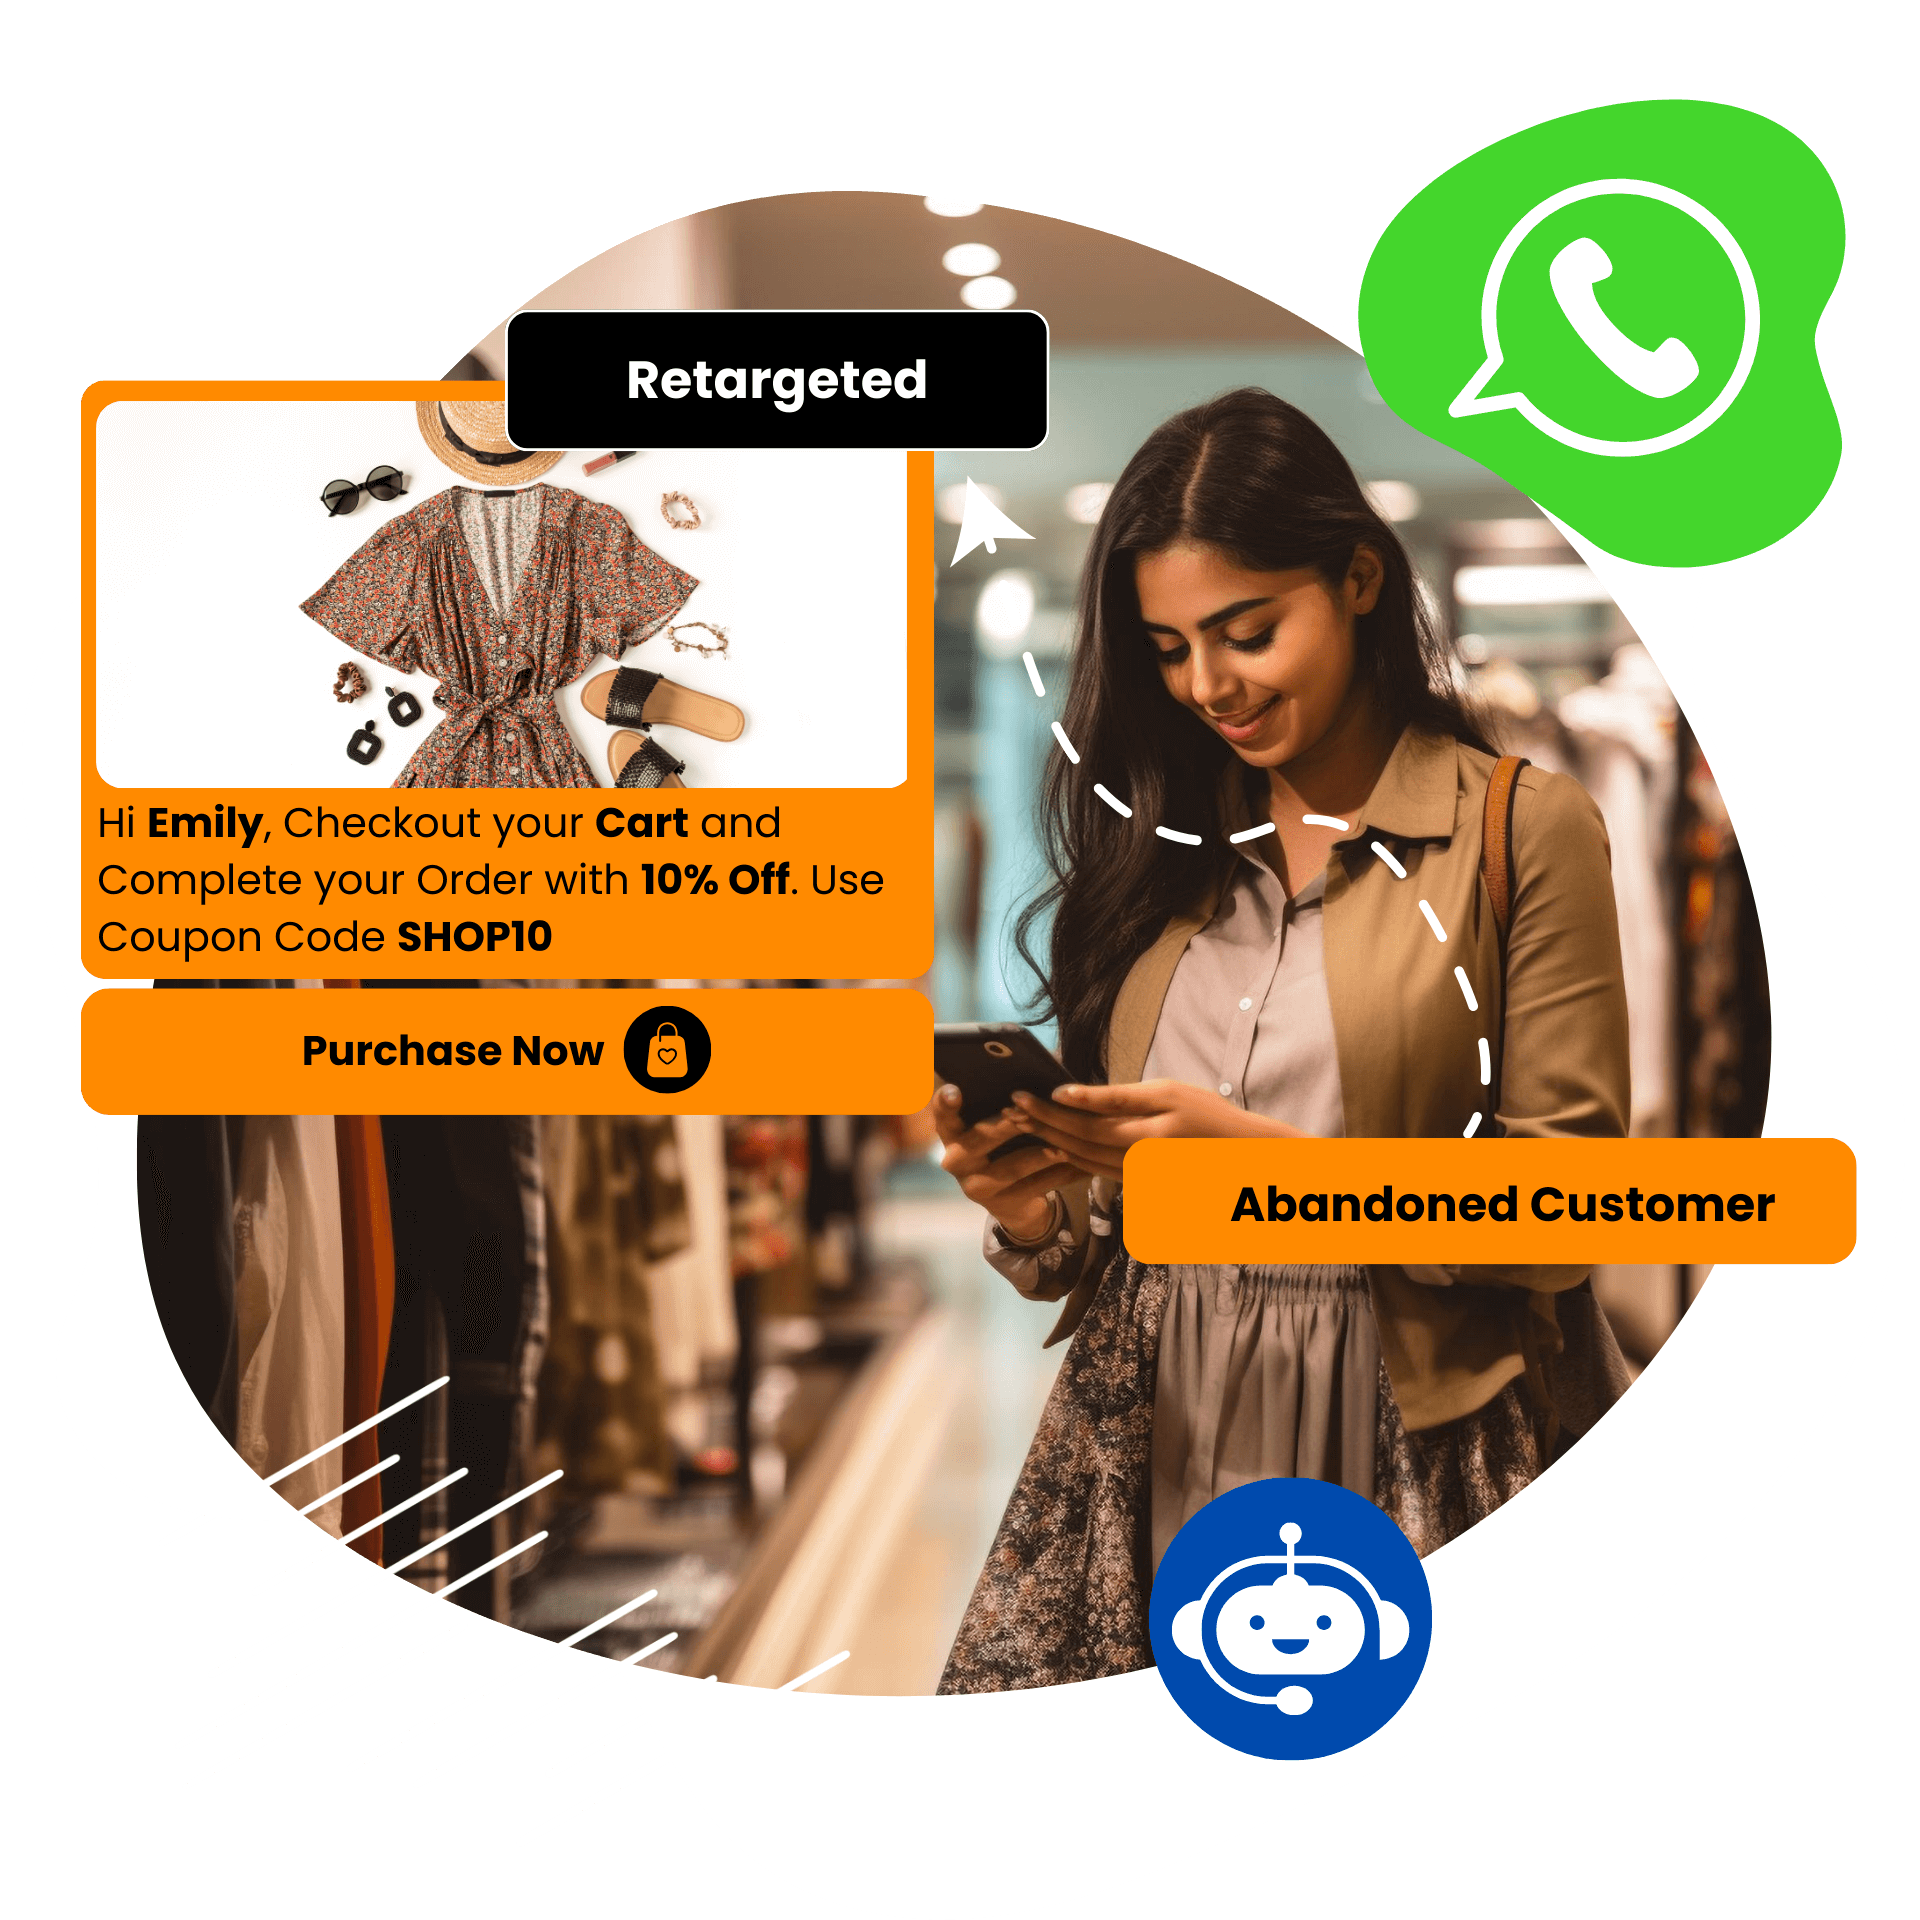 Retargeted
Hi Emily, Checkout your Cart and
Complete your Order with 10% Off. Use
Coupon Code SHOP10
Purchase Now
Abandoned Customer